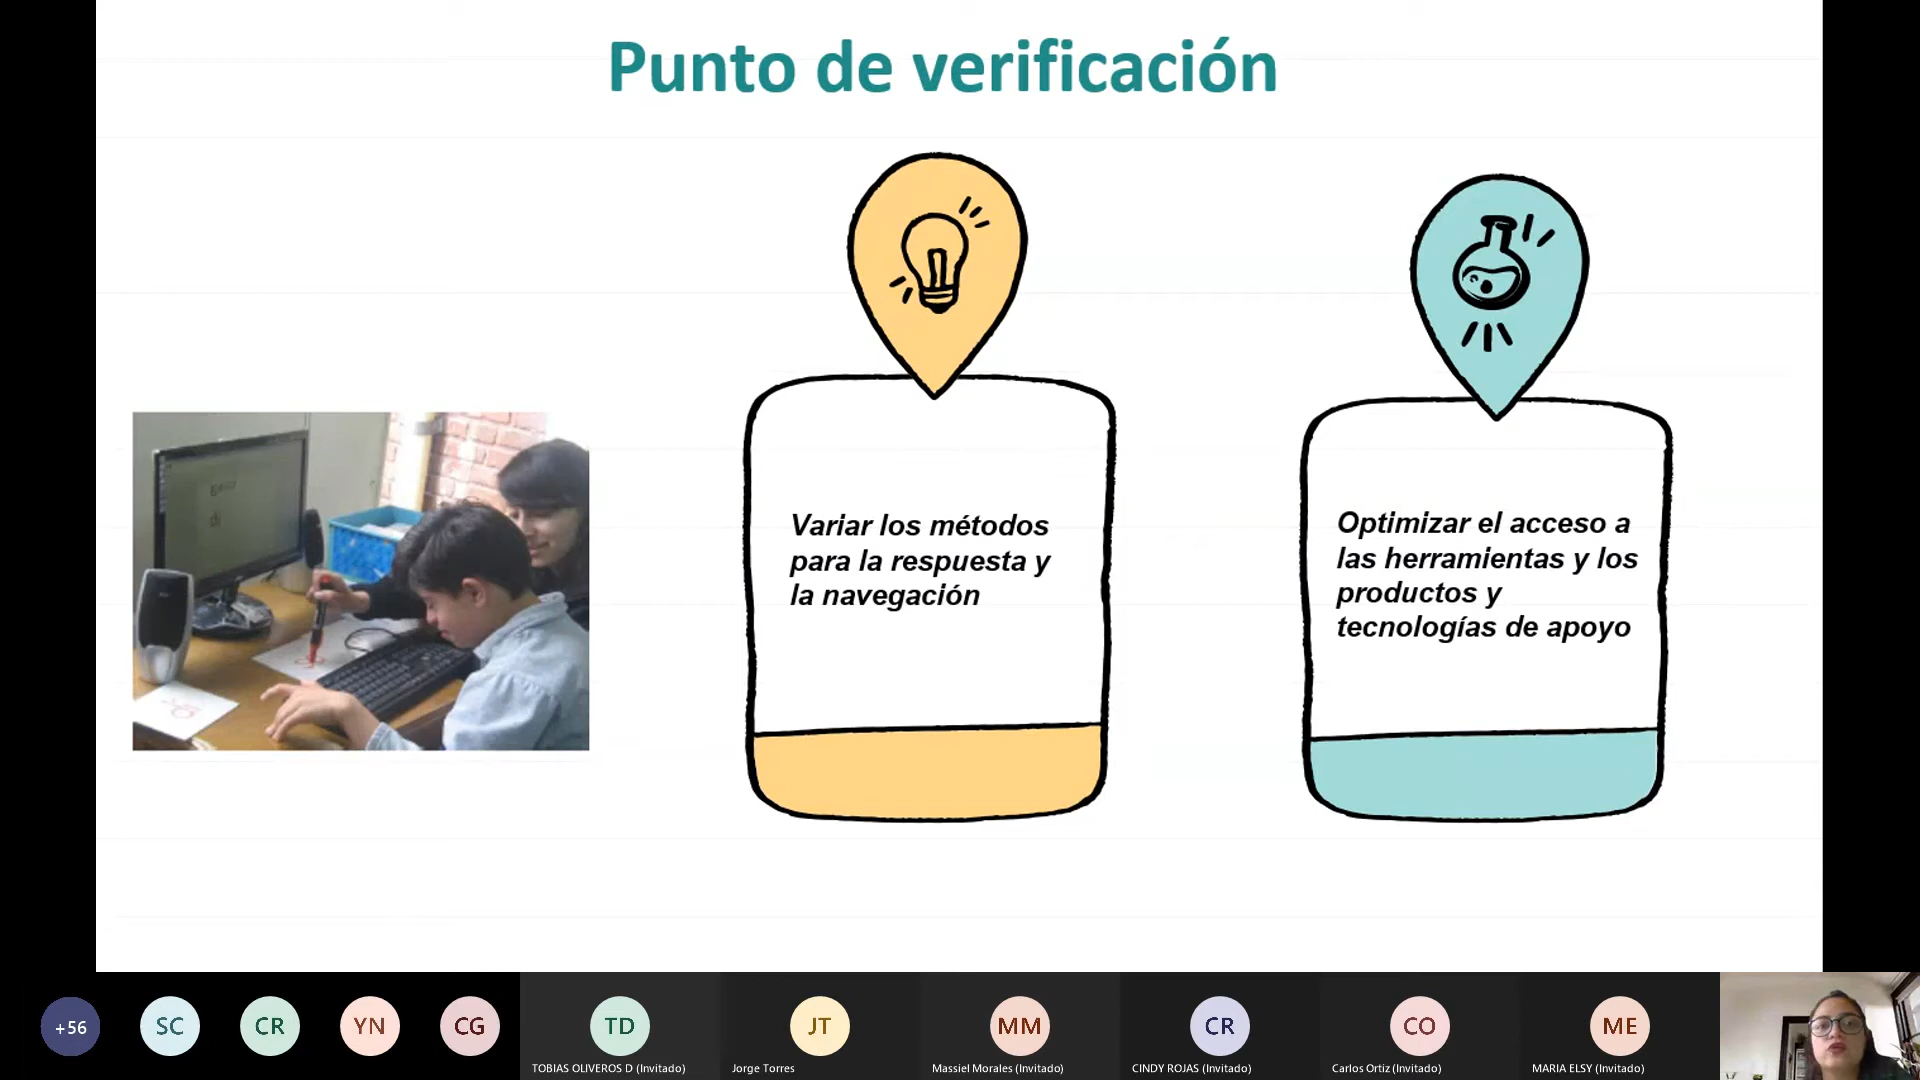 Punto de verificación
Variar los métodos
para la respuesta y
la navegación
Optimizar el acceso a
las herramientas y los
productos y
tecnologías de apoyo
+56
SC
CR
YN
CG
TD
JT
MM
CR
CO
ME
TOBIAS OLIVEROS D (Invitado)
Jorge Torres
Massiel Morales (Invitado)
CINDY ROJAS (Invitado)
Carlos Ortiz (Invitado)
MARIA ELSY (Invitado)